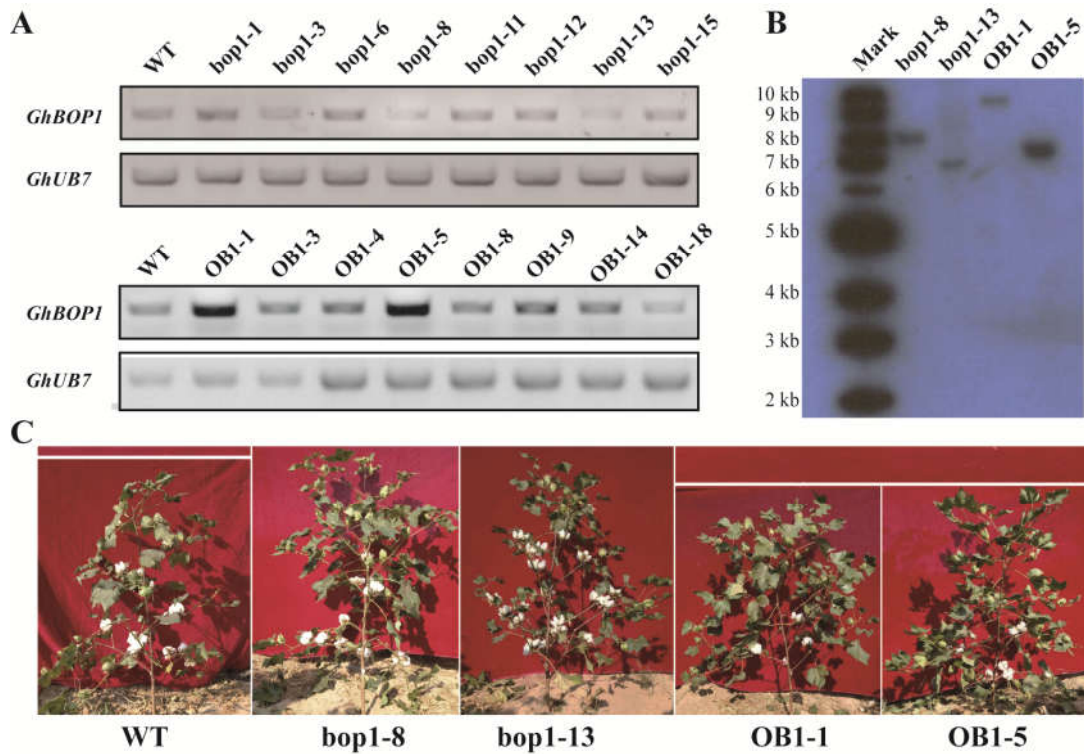 A
WT bop1-1 bop1-3 bop1-6 bop1-8 bop1-11 bop1-12 bop1-13 bop1-15
GhBOP1
GhUB7
WT OB1-1 OB1-3 OB1-4 OB1-5 OB1-8 OB1-9 OB1-14 OB1-18
GhBOP1
GhUB7
B
Mark bop1-8 bop1-13 OB1-1 OB1-5
10 kb
9 kb
8 kb
7 kb
6 kb
5 kb
4 kb
3 kb
2 kb
C
WT bop1-8 bop1-13 OB1-1 OB1-5